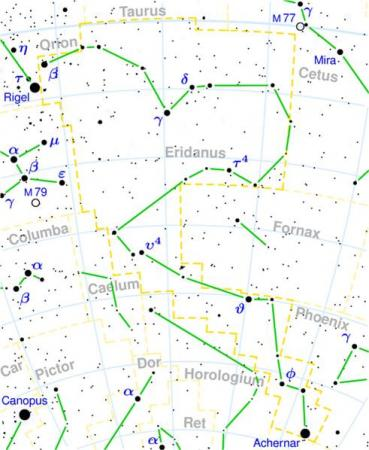 Taurus
γ
M 77
η
Orion
β
Mira
τ
Cetus
Rigel
δ
γ
μ
α
β
Eridanus
τ⁴
ε
M 79
γ
Columba
Fornax
υ⁴
α
β
Caelum
ϑ
Phoenix
γ
Car
Pictor
Dor
Horologium
ϕ
α
Canopus
Ret
Achernar
α